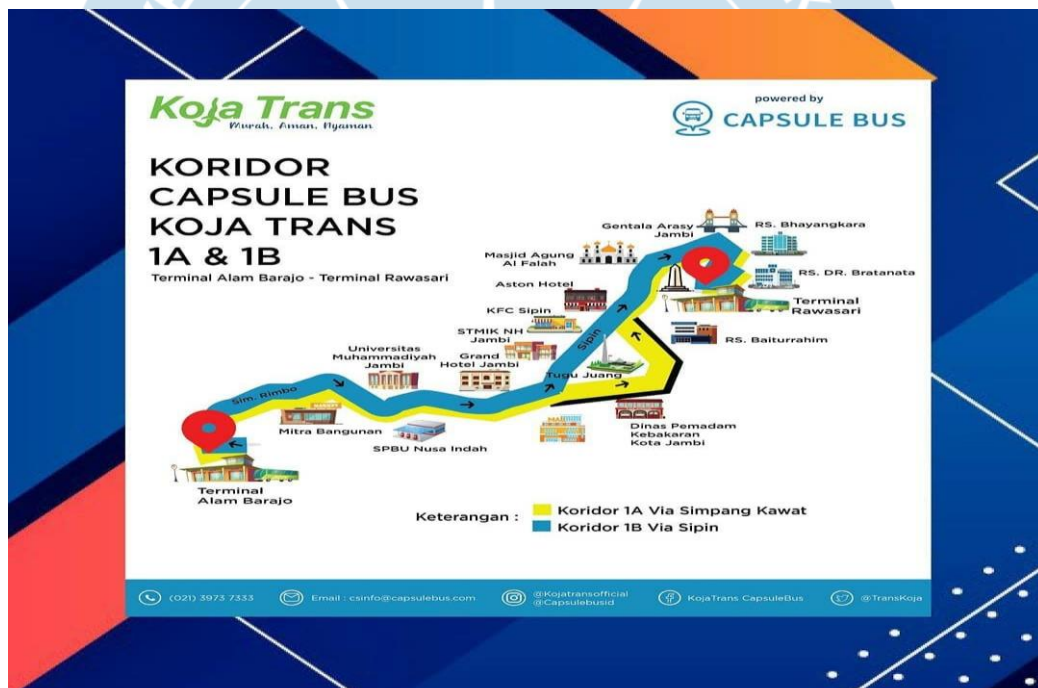 Koja Trans
Murah. Aman. Nyaman
powered by
CAPSULE BUS
KORIDOR
CAPSULE BUS
KOJA TRANS
1A & 1B
Terminal Alam Barajo - Terminal Rawasari
Gentala Arasy
Jambi
RS. Bhayangkara
Masjid Agung
Al Falah
RS. DR. Bratanata
Aston Hotel
Terminal
Rawasari
KFC Sipin
STMIK NH
Jambi
RS. Baiturrahim
Sipin
Universitas
Muhammadiyah
Jambi
Grand
Hotel Jambi
Tugu Juang
Sim. Rimbo
Mitra Bangunan
SPBU Nusa Indah
MALL
Dinas Pemadam
Kebakaran
Kota Jambi
Terminal
Alam Barajo
Keterangan :
Koridor 1A Via Simpang Kawat
Koridor 1B Via Sipin
(021) 3973 7333
Email : csinfo@capsulebus.com
@Kojatransofficial
@Capsulebusid
KojaTrans CapsuleBus
@TransKoja